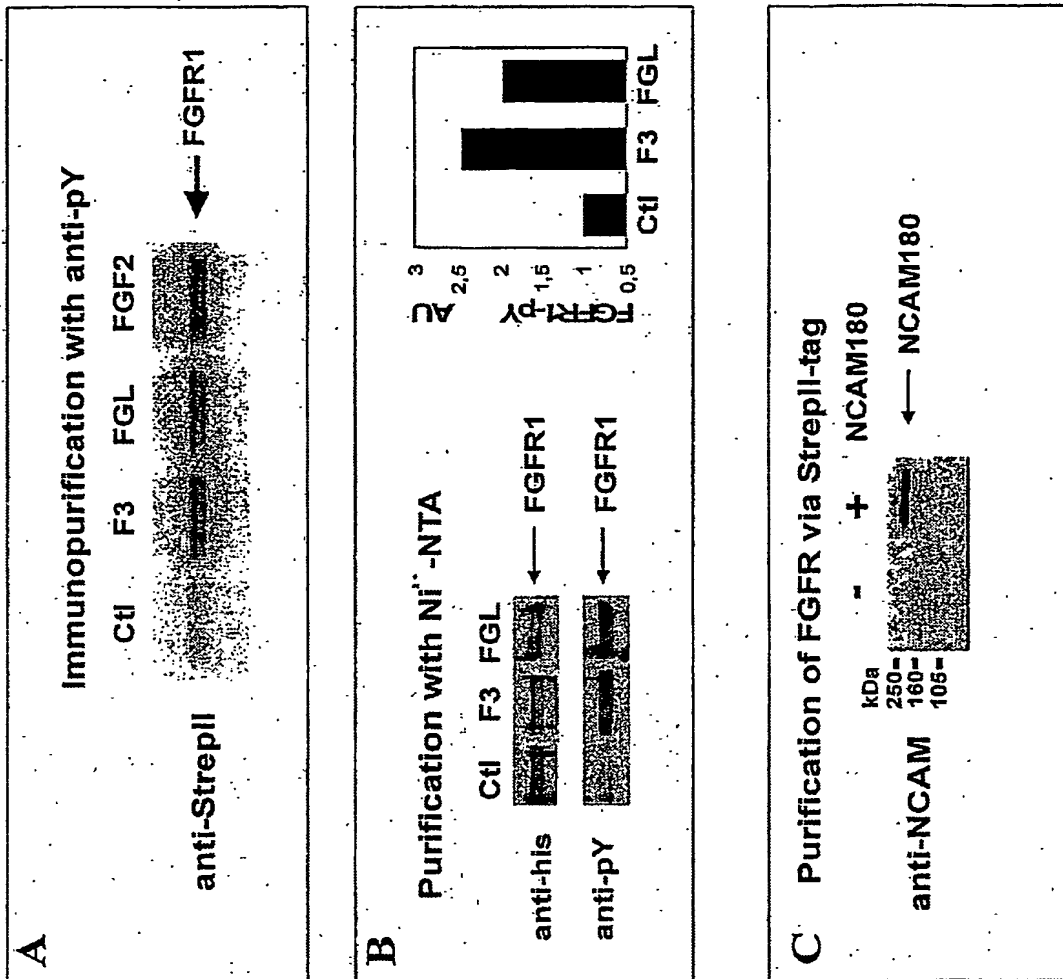 A
Immunopurification with anti-pY
Ctl F3 FGL FGF2
anti-StrepII
FGFR1
B
Purification with Ni⁺⁺-NTA
Ctl F3 FGL
anti-his
FGFR1
anti-pY
FGFR1
AU
FGFR1-pY
3
2,5
2
1,5
1
0,5
Ctl F3 FGL
C
Purification of FGFR via StrepII-tag
- + NCAM180
kDa
250-
160-
105-
anti-NCAM
NCAM180